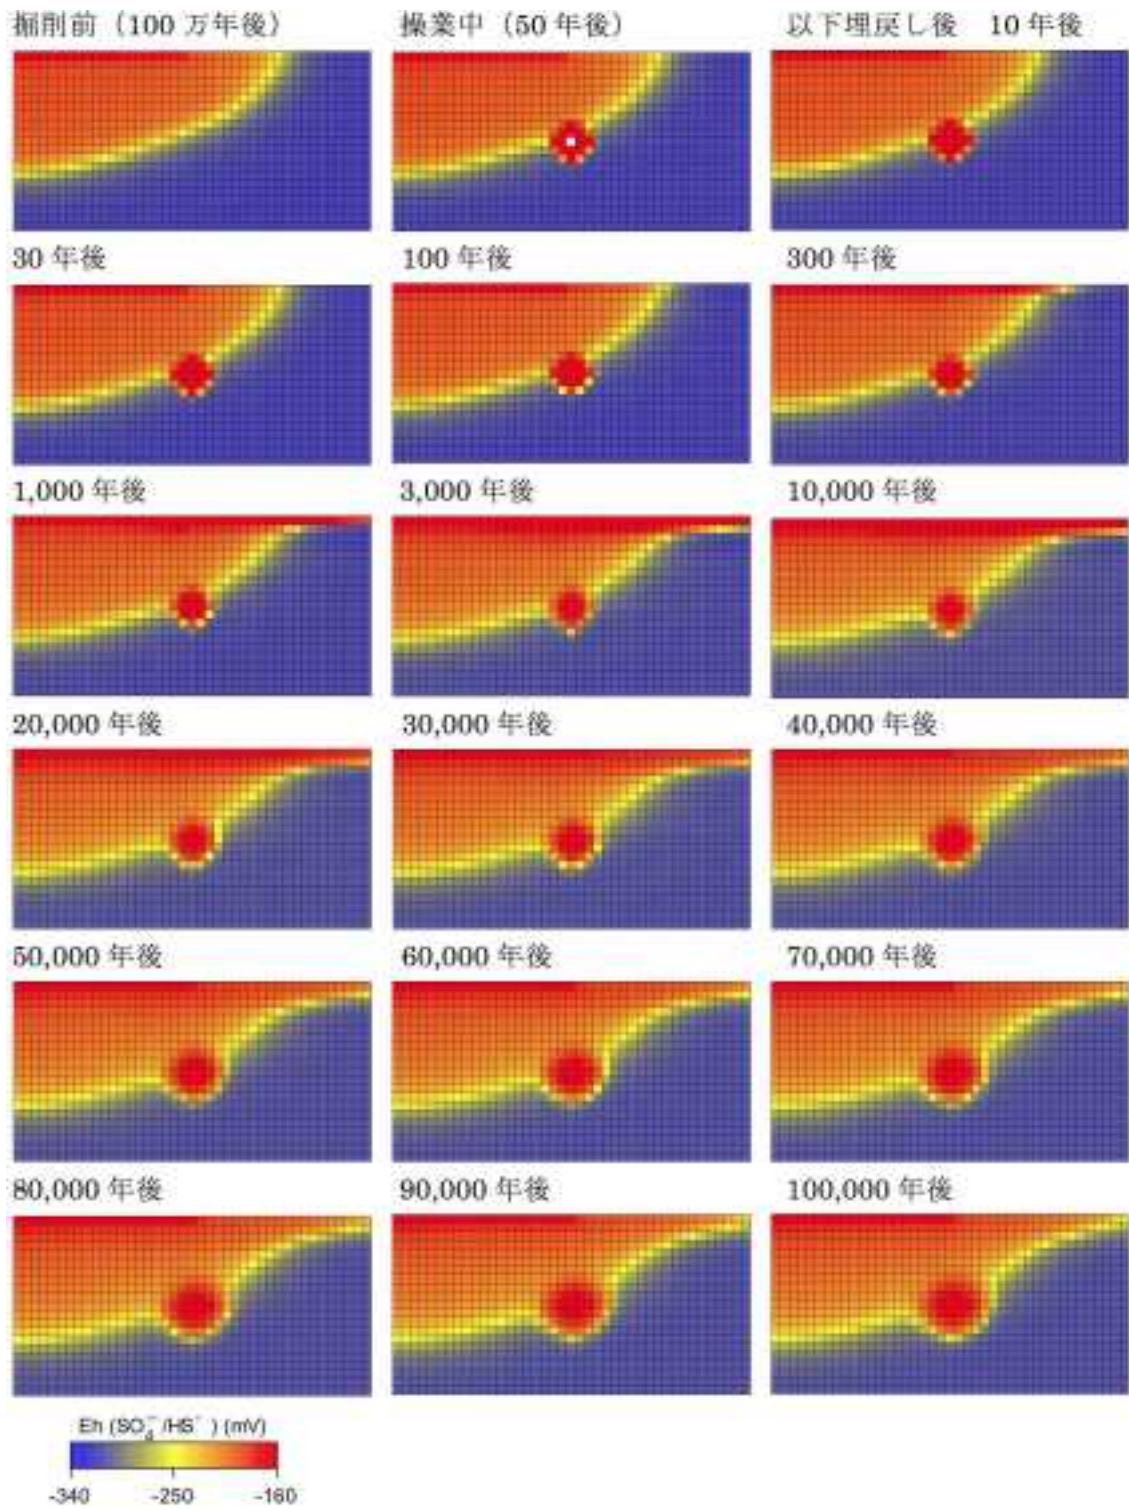 掘削前（100 万年後）
操業中（50 年後）
以下埋戻し後　10 年後
30 年後
100 年後
300 年後
1,000 年後
3,000 年後
10,000 年後
20,000 年後
30,000 年後
40,000 年後
50,000 年後
60,000 年後
70,000 年後
80,000 年後
90,000 年後
100,000 年後
Eh (SO₄⁻ /HS⁻ ) (mV)
-340 -250 -160